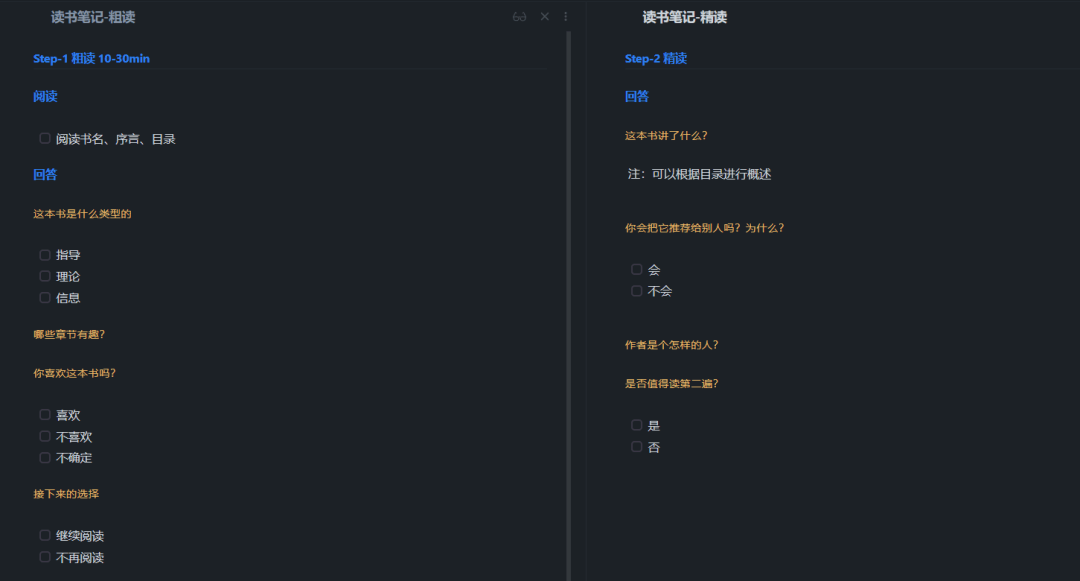 读书笔记-粗读
Step-1 粗读 10-30min
阅读
阅读书名、序言、目录
回答
这本书是什么类型的
指导
理论
信息
哪些章节有趣?
你喜欢这本书吗?
喜欢
不喜欢
不确定
接下来的选择
继续阅读
不再阅读
读书笔记-精读
Step-2 精读
回答
这本书讲了什么?
注：可以根据目录进行概述
你会把它推荐给别人吗? 为什么?
会
不会
作者是个怎样的人?
是否值得读第二遍?
是
否